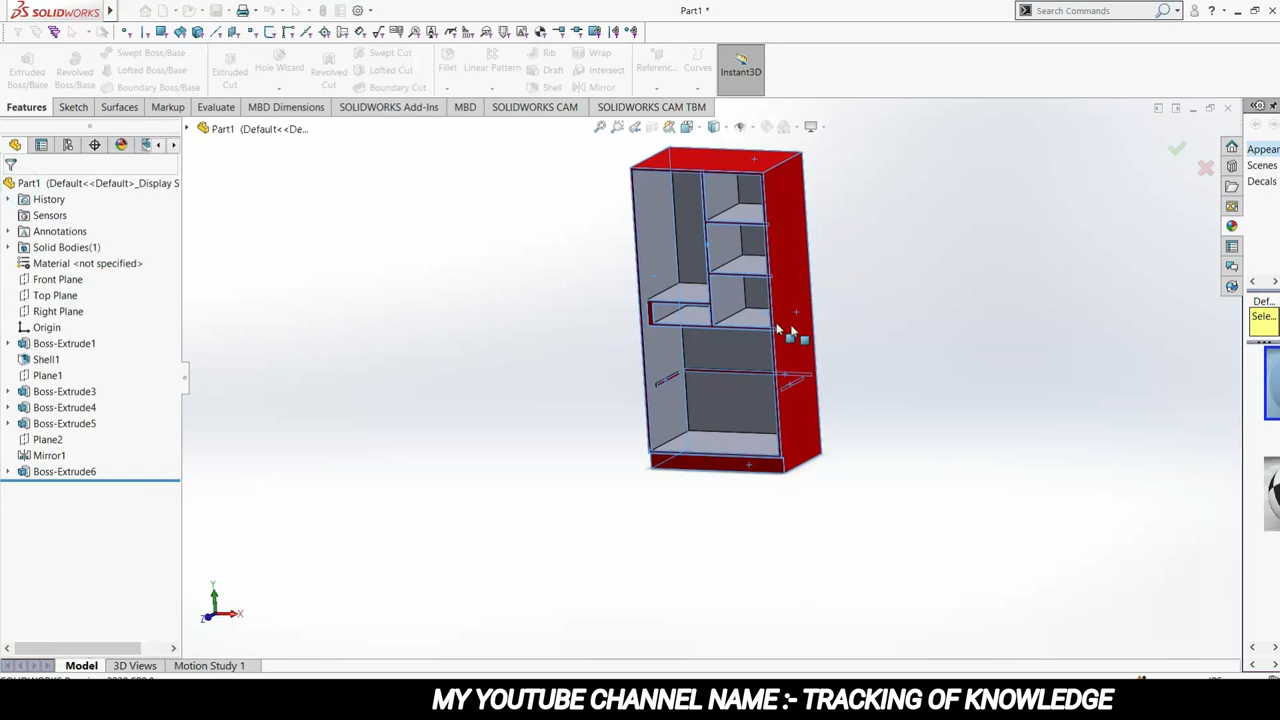 SOLIDWORKS
Part1 *
Search Commands
Extruded Boss/Base
Revolved Boss/Base
Swept Boss/Base
Lofted Boss/Base
Boundary Boss/Base
Extruded Cut
Hole Wizard
Revolved Cut
Swept Cut
Lofted Cut
Boundary Cut
Fillet
Linear Pattern
Rib
Draft
Shell
Wrap
Intersect
Mirror
Referenc...
Curves
Instant3D
Features
Sketch
Surfaces
Markup
Evaluate
MBD Dimensions
SOLIDWORKS Add-Ins
MBD
SOLIDWORKS CAM
SOLIDWORKS CAM TBM
Part1 (Default<<De...
Part1 (Default<<Default>_Display S
History
Sensors
Annotations
Solid Bodies(1)
Material <not specified>
Front Plane
Top Plane
Right Plane
Origin
Boss-Extrude1
Shell1
Plane1
Boss-Extrude3
Boss-Extrude4
Boss-Extrude5
Plane2
Mirror1
Boss-Extrude6
Appear
Scenes
Decals
Def...
Sele...
Y
X
Z
Model
3D Views
Motion Study 1
MY YOUTUBE CHANNEL NAME :- TRACKING OF KNOWLEDGE